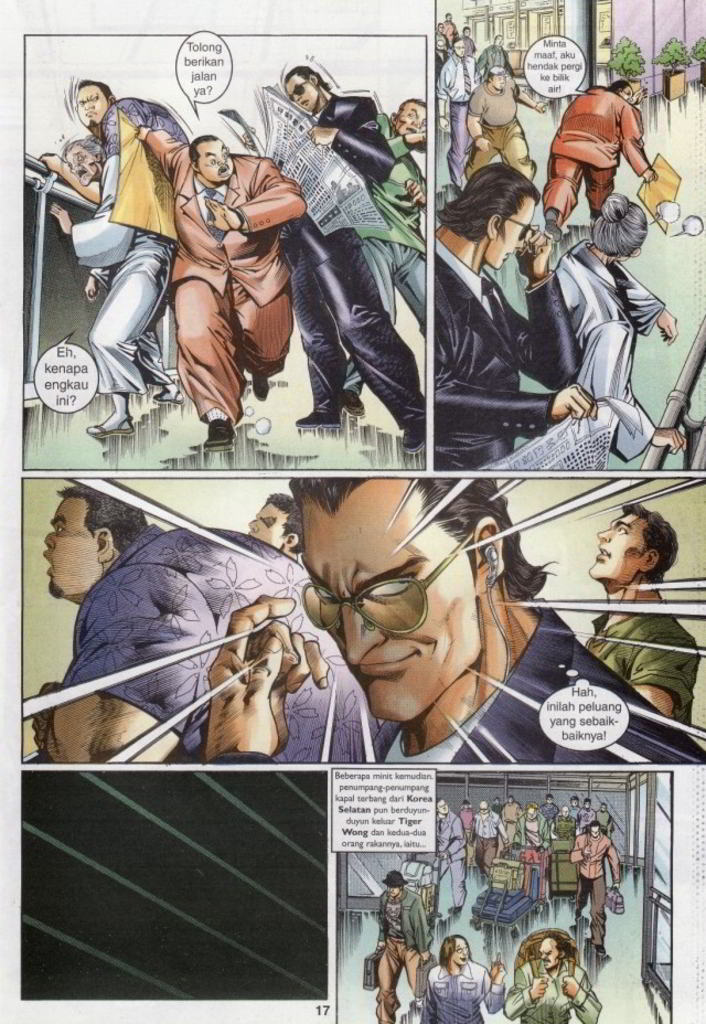 Tolong
berikan
jalan
ya?
Eh,
kenapa
engkau
ini?
Minta
maaf, aku
hendak pergi
ke bilik
air!
Hah,
inilah peluang
yang sebaik-
baiknya!
Beberapa minit kemudian,
penumpang-penumpang
kapal terbang dari Korea
Selatan pun berduyun-
duyun keluar. Tiger
Wong dan kedua-dua
orang rakannya, iaitu...
17